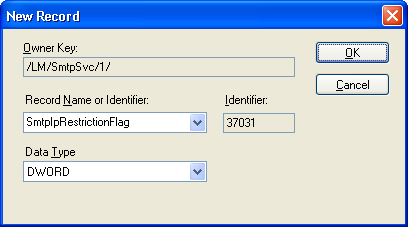 New Record
Owner Key:
/LM/SmtpSvc/1/
OK
Cancel
Record Name or Identifier:
Identifier:
SmtpIpRestrictionFlag
37031
Data Type
DWORD